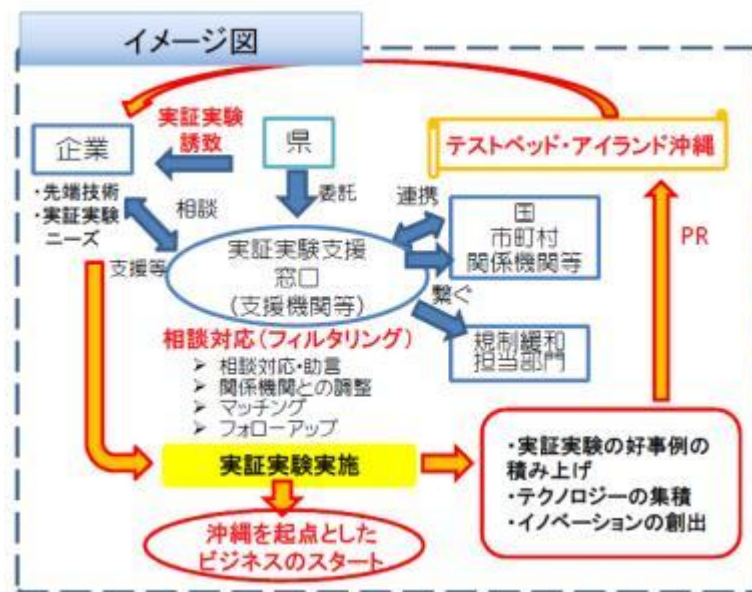 イメージ図
実証実験
誘致
企業
県
テストベッド・アイランド沖縄
・先端技術
・実証実験
ニーズ
相談
委託
連携
国
市町村
関係機関等
PR
支援等
実証実験支援
窓口
(支援機関等)
繋ぐ
規制緩和
担当部門
相談対応(フィルタリング)
➢ 相談対応・助言
➢ 関係機関との調整
➢ マッチング
➢ フォローアップ
実証実験実施
・実証実験の好事例の
積み上げ
・テクノロジーの集積
・イノベーションの創出
沖縄を起点とした
ビジネスのスタート